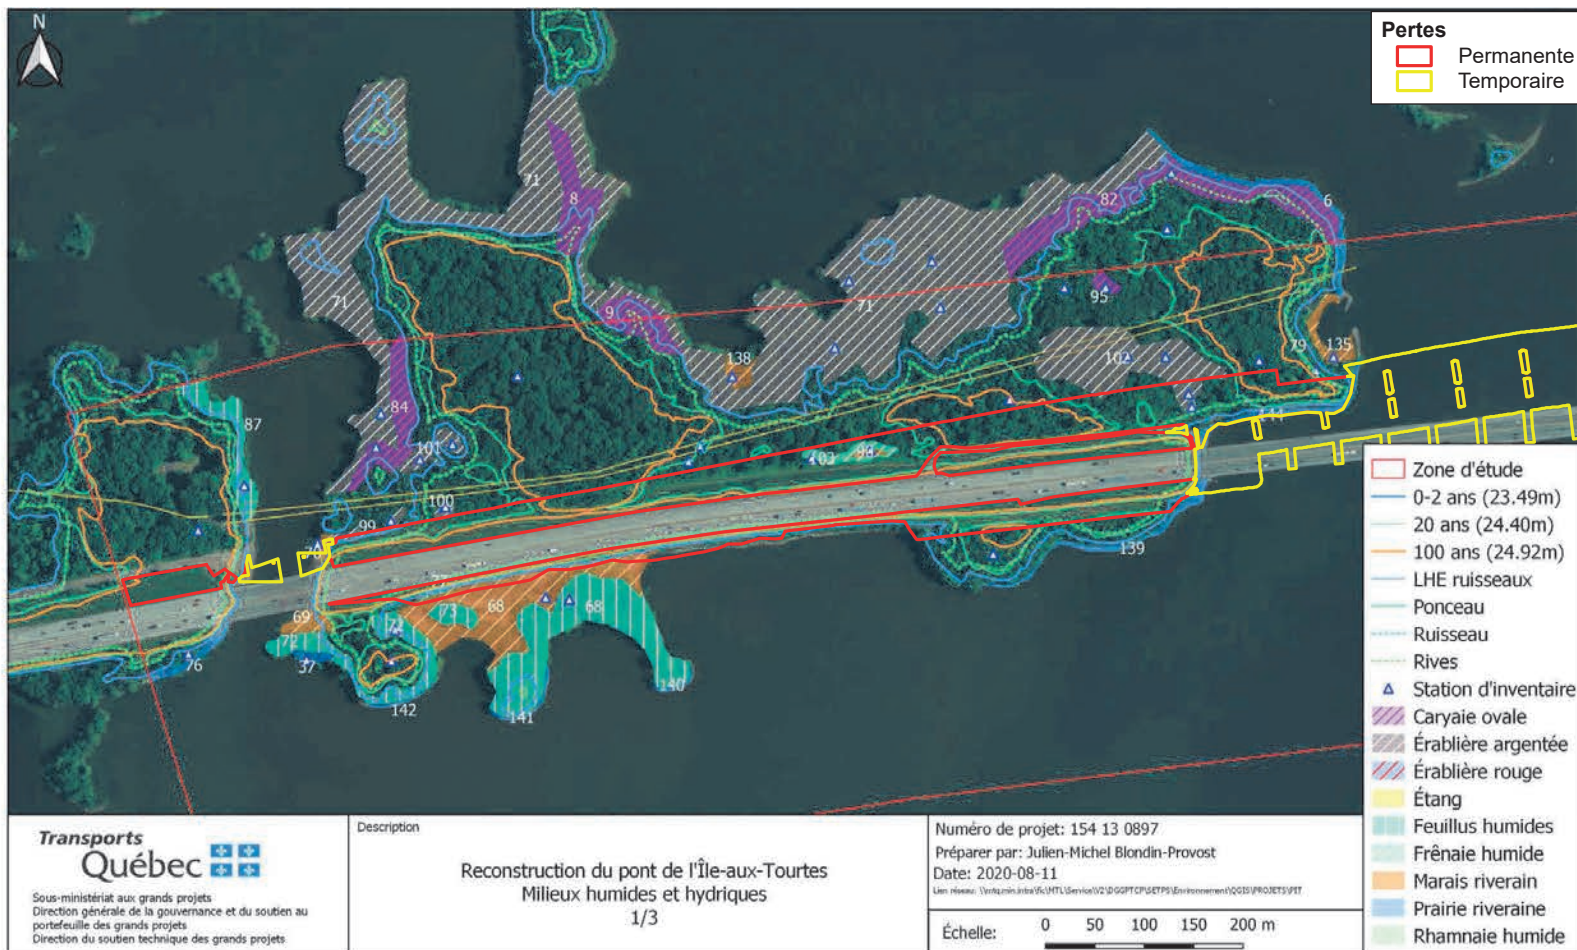 N
Pertes
Permanente
Temporaire
71
8
82
6
71
9
71
95
138
10
79
135
84
87
101
144
103
100
99
68
73
68
69
72
72
37
76
139
140
142
141
Zone d'étude
0-2 ans (23.49m)
20 ans (24.40m)
100 ans (24.92m)
LHE ruisseaux
Ponceau
Ruisseau
Rives
Station d'inventaire
Caryaie ovale
Érablière argentée
Érablière rouge
Étang
Feuillus humides
Frênaie humide
Marais riverain
Prairie riveraine
Rhamnaie humide
Transports
Québec
Sous-ministériat aux grands projets
Direction générale de la gouvernance et du soutien au
portefeuille des grands projets
Direction du soutien technique des grands projets
Description
Reconstruction du pont de l'Île-aux-Tourtes
Milieux humides et hydriques
1/3
Numéro de projet: 154 13 0897
Préparer par: Julien-Michel Blondin-Provost
Date: 2020-08-11
Échelle:
0 50 100 150 200 m